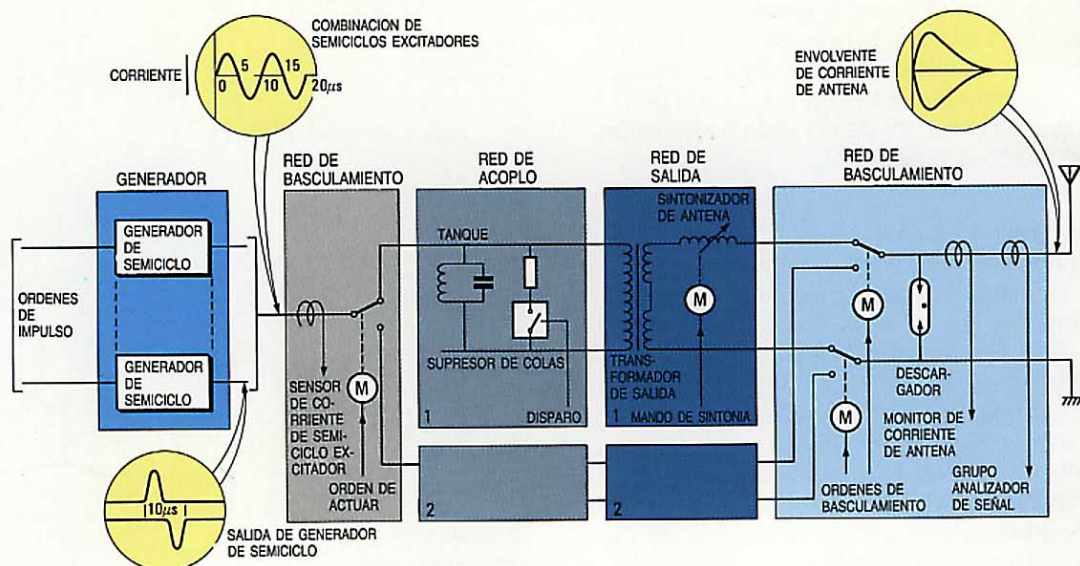 COMBINACION DE
SEMICICLOS EXCITADORES
CORRIENTE
5
15
0
10
20µs
ENVOLVENTE
DE CORRIENTE
DE ANTENA
GENERADOR
RED DE
BASCULAMIENTO
RED DE
ACOPLO
RED DE
SALIDA
RED DE
BASCULAMIENTO
GENERADOR
DE
SEMICICLO
ORDENES
DE
IMPULSO
GENERADOR
DE
SEMICICLO
10µs
SALIDA DE GENERADOR
DE SEMICICLO
SENSOR
DE CO-
RRIENTE
DE SEMI-
CICLO EX-
CITADOR
M
ORDEN DE
ACTUAR
TANQUE
SUPRESOR DE COLAS
DISPARO
1
2
SINTONIZADOR
DE ANTENA
M
TRANS-
FORMADOR
DE SALIDA
1
MANDO DE SINTONIA
2
M
M
DESCAR-
GADOR
MONITOR DE
CORRIENTE
DE ANTENA
ORDENES DE
BASCULAMIENTO
GRUPO
ANALIZADOR
DE SEÑAL